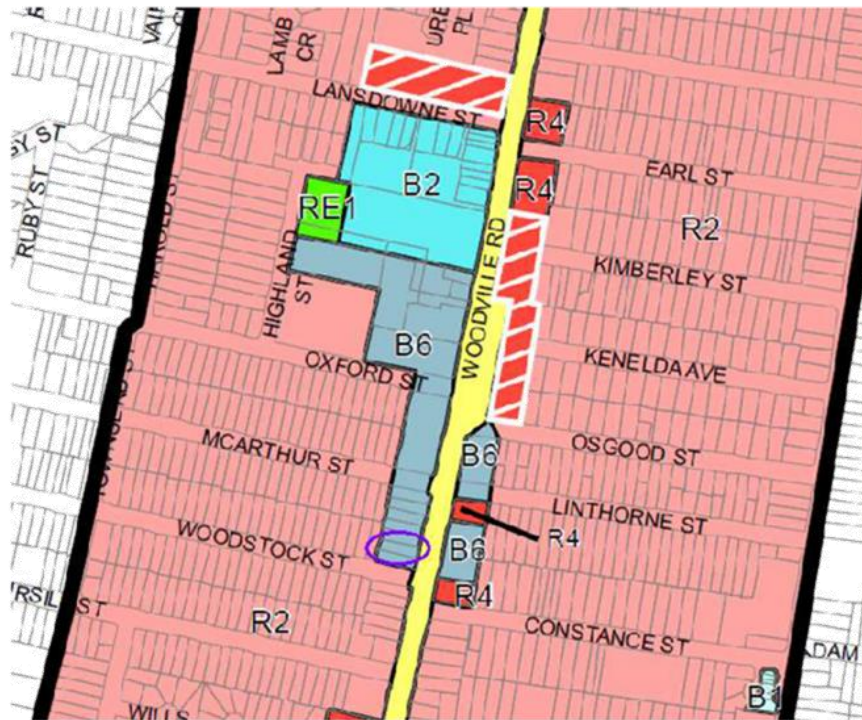 LAMB
CR
URE
PL
LANSDOWNE ST
R4
EARL ST
B2
R4
RUBY ST
RE1
R2
WOODVILLE RD
KIMBERLEY ST
HIGHLAND
ST
B6
OXFORD ST
KENELDA AVE
MCARTHUR ST
B6
OSGOOD ST
LINTHORNE ST
R4
WOODSTOCK ST
B6
R4
R2
CONSTANCE ST
ADAM
B1
WILLS